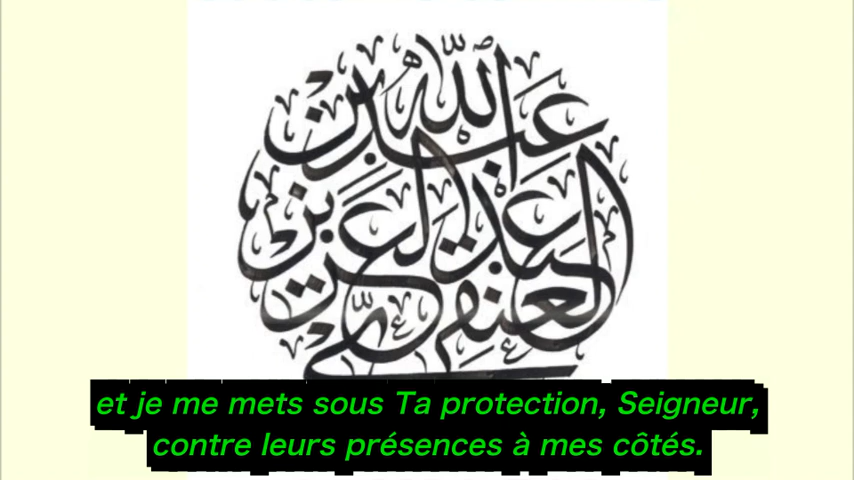 عبد الله بن
عبد العزيز
العنقري
et je me mets sous Ta protection, Seigneur,
contre leurs présences à mes côtés.